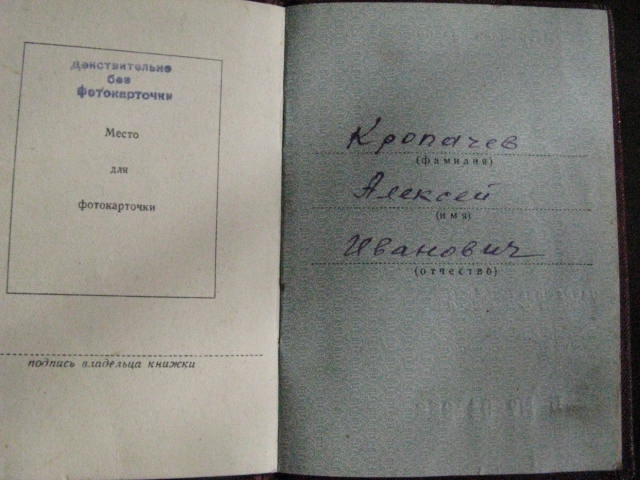 Действительно
без
фотокарточки
Место
для
фотокарточки
подпись владельца книжки
Кропачев
(фамилия)
Алексей
(имя)
Иванович
(отчество)